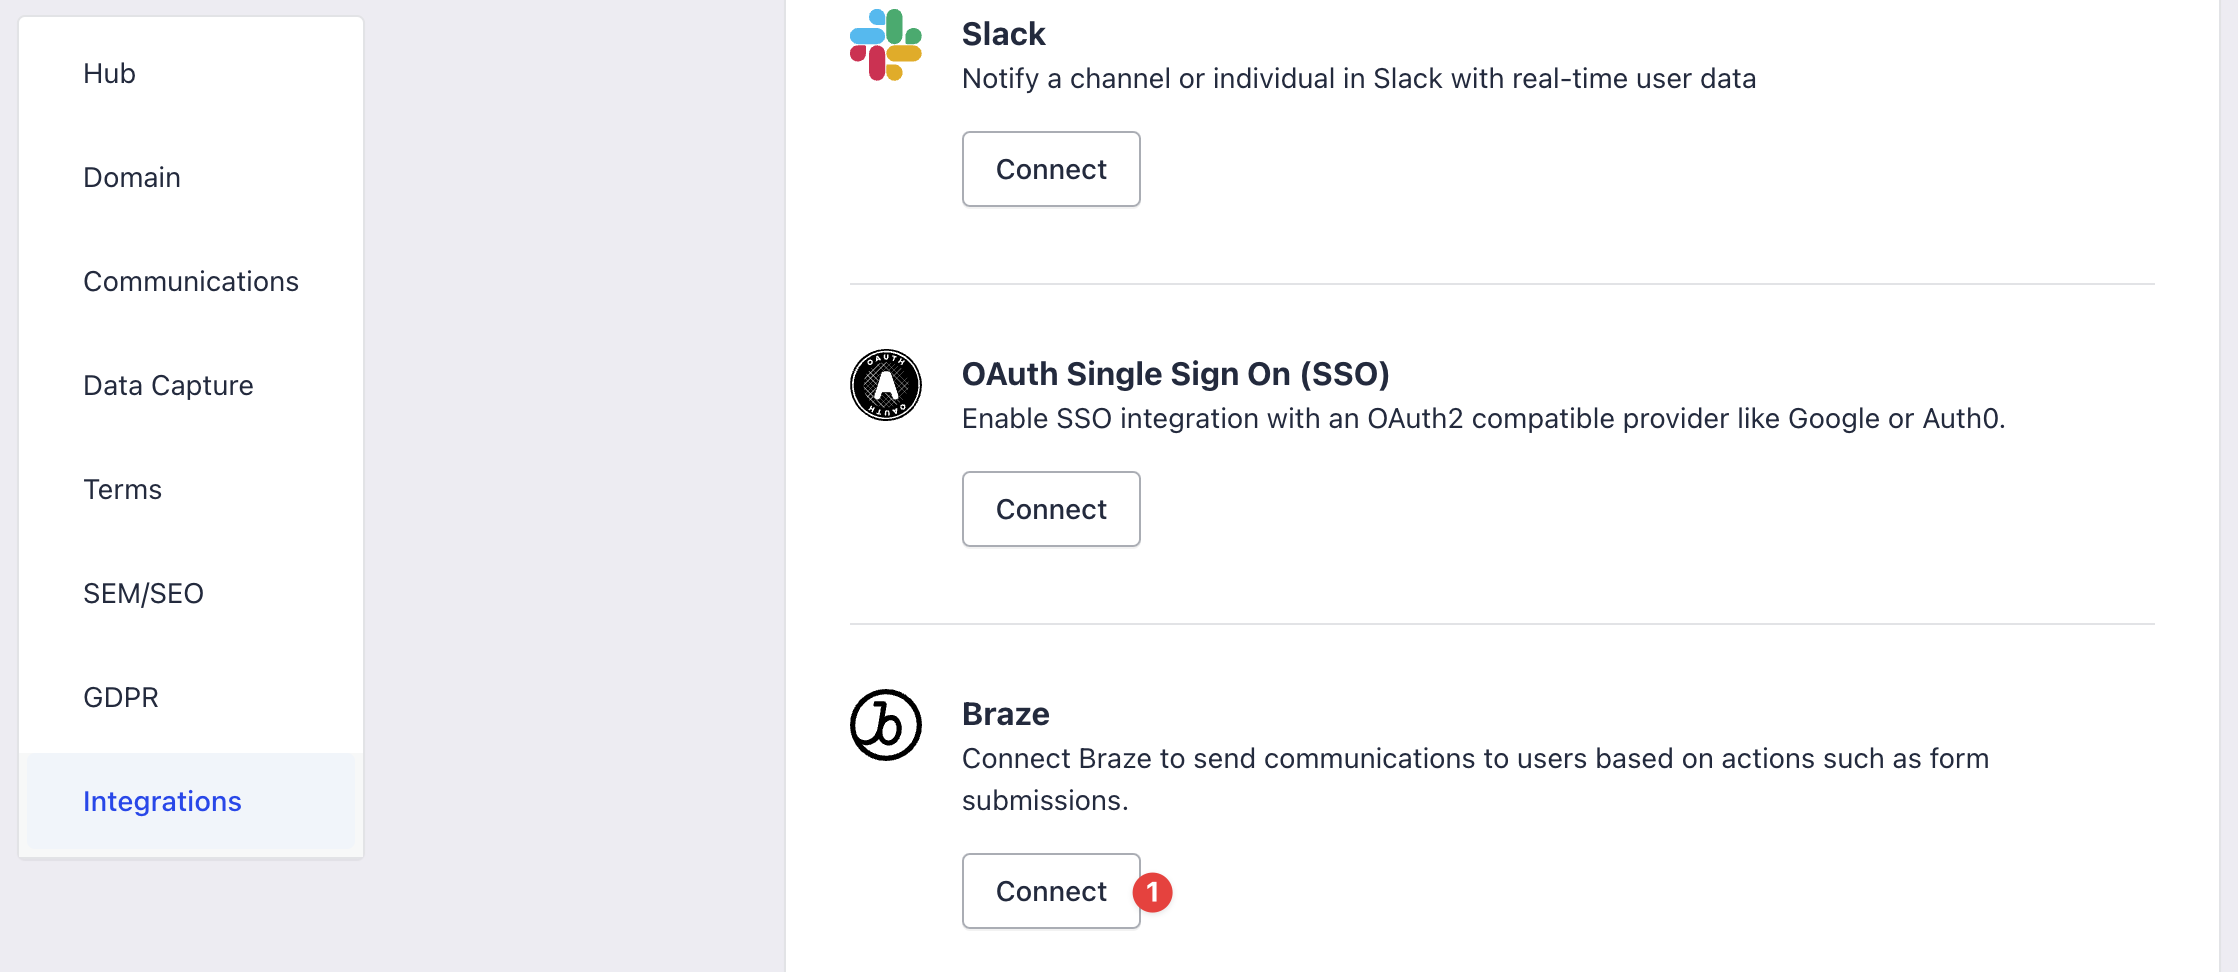 Hub
Domain
Communications
Data Capture
Terms
SEM/SEO
GDPR
Integrations
Slack
Notify a channel or individual in Slack with real-time user data
Connect
OAUTH
A
OAUTH
OAuth Single Sign On (SSO)
Enable SSO integration with an OAuth2 compatible provider like Google or Auth0.
Connect
b
Braze
Connect Braze to send communications to users based on actions such as form
submissions.
Connect
1